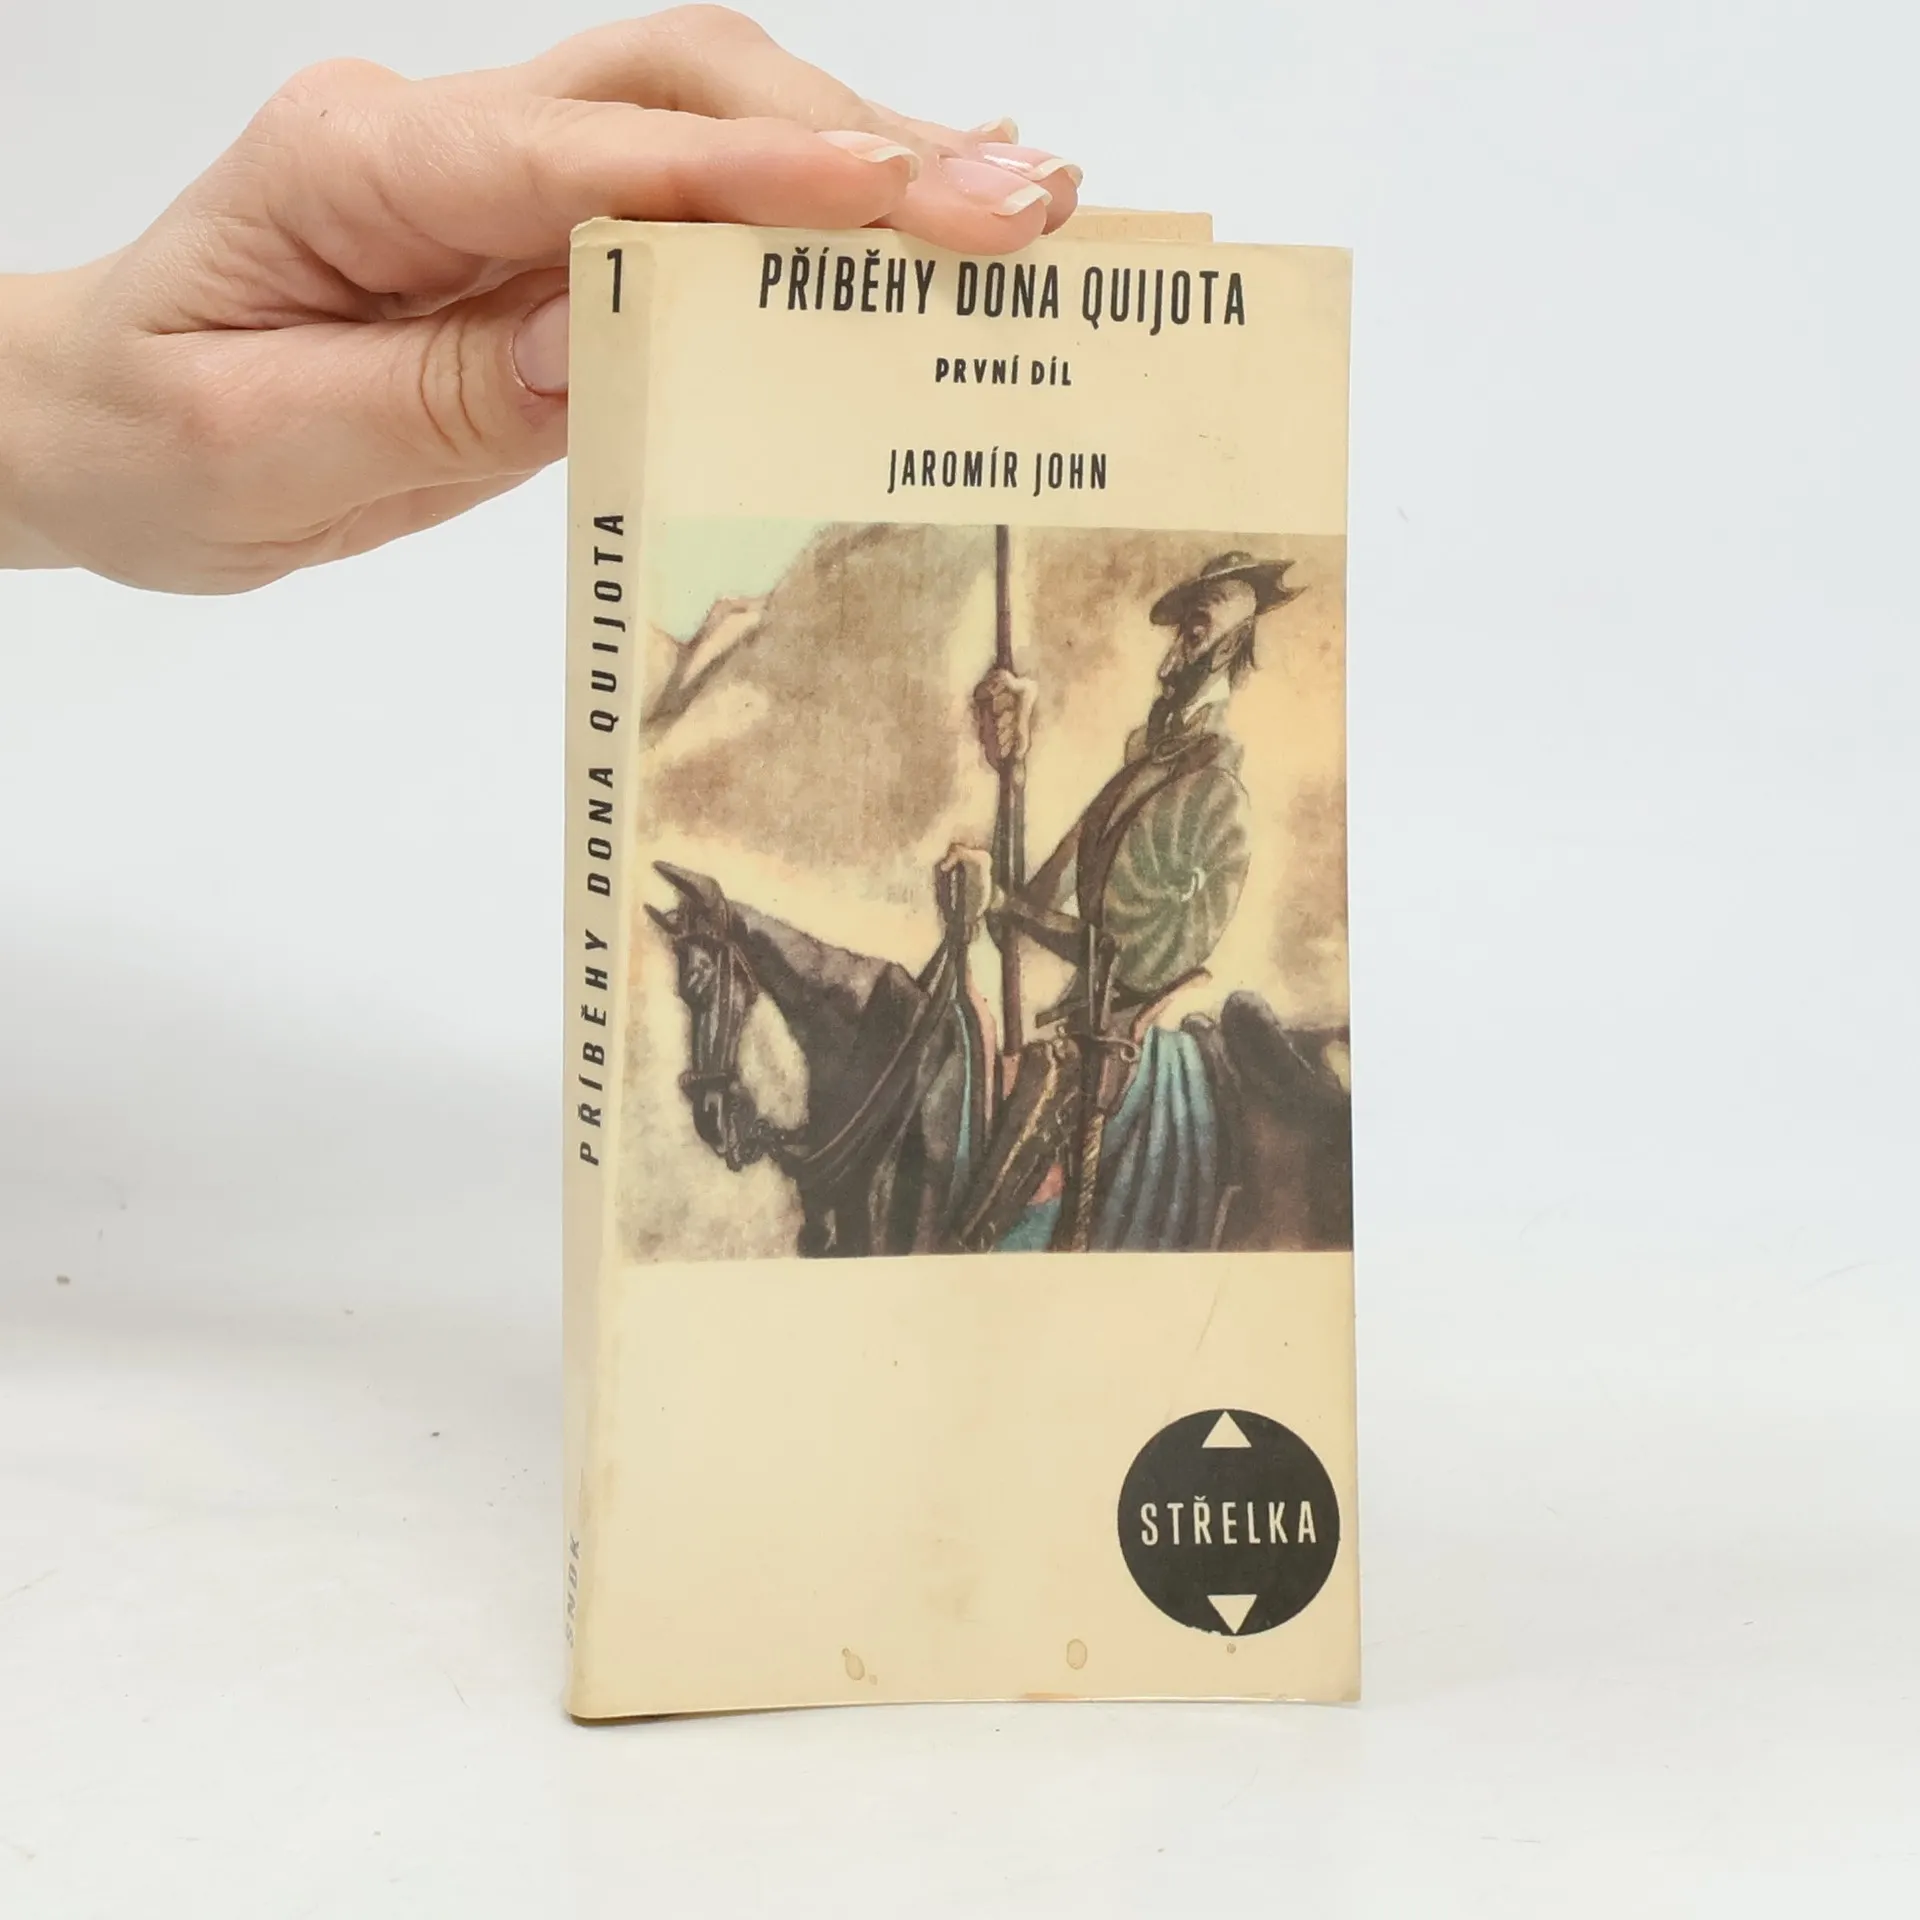 1
PŘÍBĚHY DONA QUIJOTA
PRVNÍ DÍL
JAROMÍR JOHN
PŘÍBĚHY DONA QUIJOTA
SNDK
STŘELKA